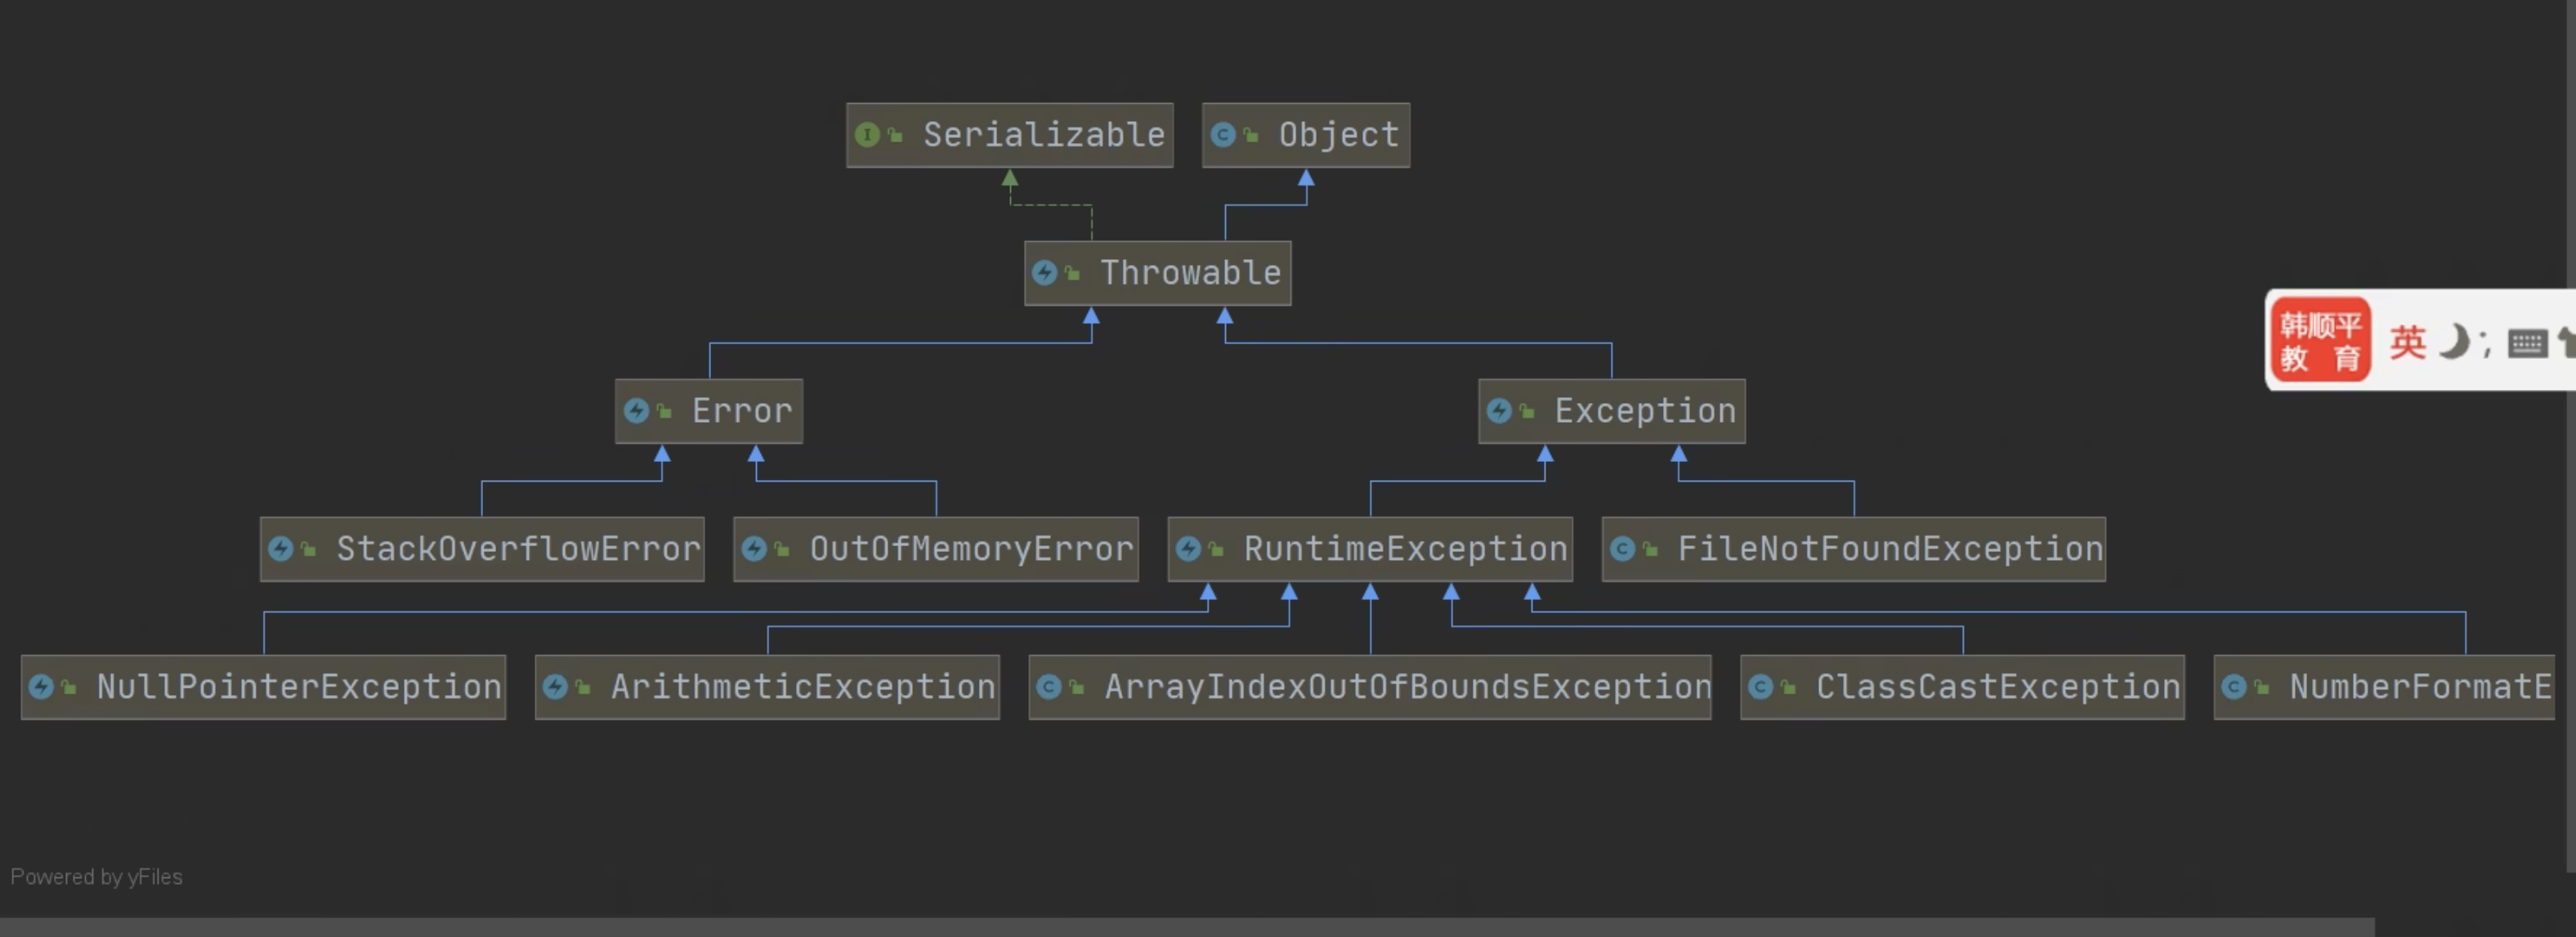 Serializable
Object
Throwable
韩顺平
教 育
英
Error
Exception
StackOverflowError
OutOfMemoryError
RuntimeException
FileNotFoundException
NullPointerException
ArithmeticException
ArrayIndexOutOfBoundsException
ClassCastException
NumberFormatE
Powered by yFiles